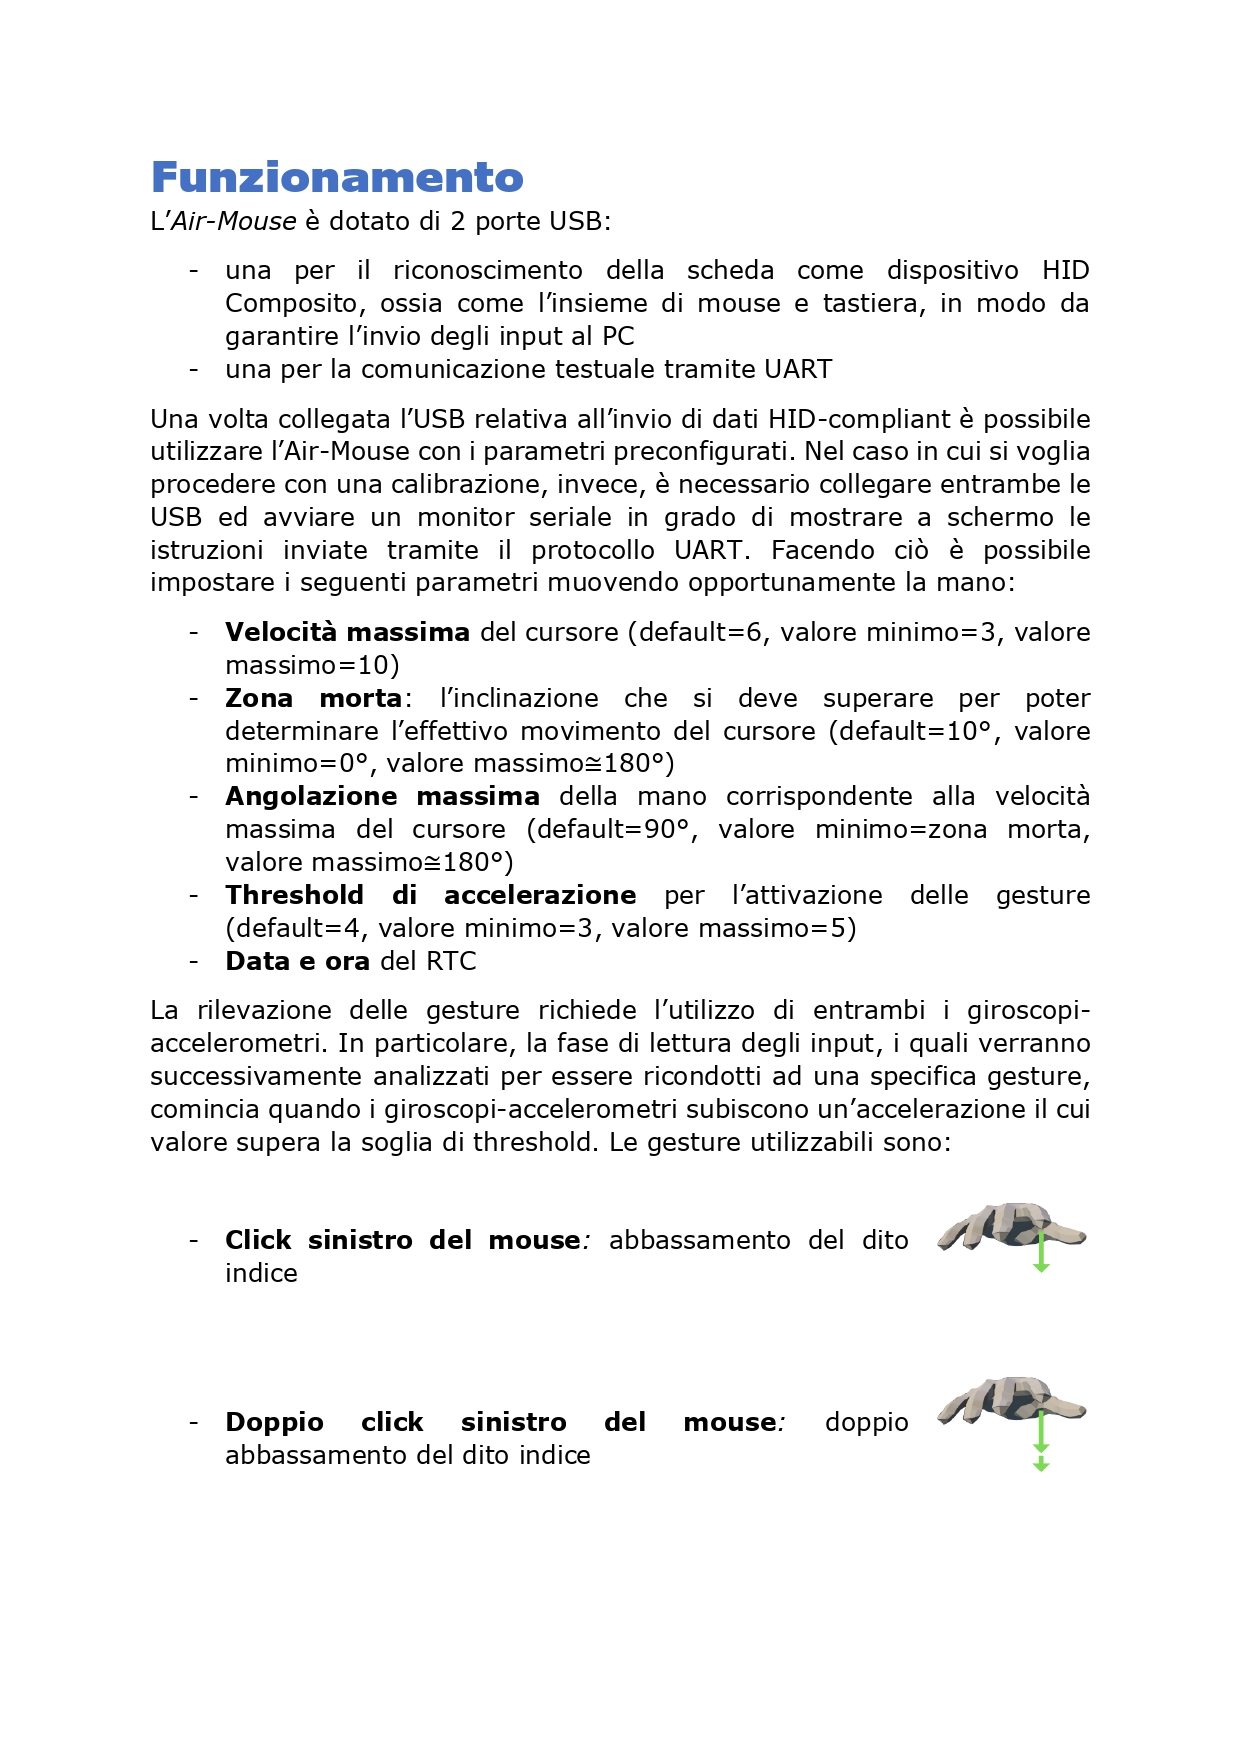 Funzionamento
L’Air-Mouse è dotato di 2 porte USB:
- una per il riconoscimento della scheda come dispositivo HID
Composito, ossia come l’insieme di mouse e tastiera, in modo da
garantire l’invio degli input al PC
- una per la comunicazione testuale tramite UART
Una volta collegata l’USB relativa all’invio di dati HID-compliant è possibile
utilizzare l’Air-Mouse con i parametri preconfigurati. Nel caso in cui si voglia
procedere con una calibrazione, invece, è necessario collegare entrambe le
USB ed avviare un monitor seriale in grado di mostrare a schermo le
istruzioni inviate tramite il protocollo UART. Facendo ciò è possibile
impostare i seguenti parametri muovendo opportunamente la mano:
- Velocità massima del cursore (default=6, valore minimo=3, valore
massimo=10)
- Zona morta: l’inclinazione che si deve superare per poter
determinare l’effettivo movimento del cursore (default=10°, valore
minimo=0°, valore massimo≅180°)
- Angolazione massima della mano corrispondente alla velocità
massima del cursore (default=90°, valore minimo=zona morta,
valore massimo≅180°)
- Threshold di accelerazione per l’attivazione delle gesture
(default=4, valore minimo=3, valore massimo=5)
- Data e ora del RTC
La rilevazione delle gesture richiede l’utilizzo di entrambi i giroscopi-
accelerometri. In particolare, la fase di lettura degli input, i quali verranno
successivamente analizzati per essere ricondotti ad una specifica gesture,
comincia quando i giroscopi-accelerometri subiscono un’accelerazione il cui
valore supera la soglia di threshold. Le gesture utilizzabili sono:
- Click sinistro del mouse: abbassamento del dito
indice
- Doppio click sinistro del mouse: doppio
abbassamento del dito indice